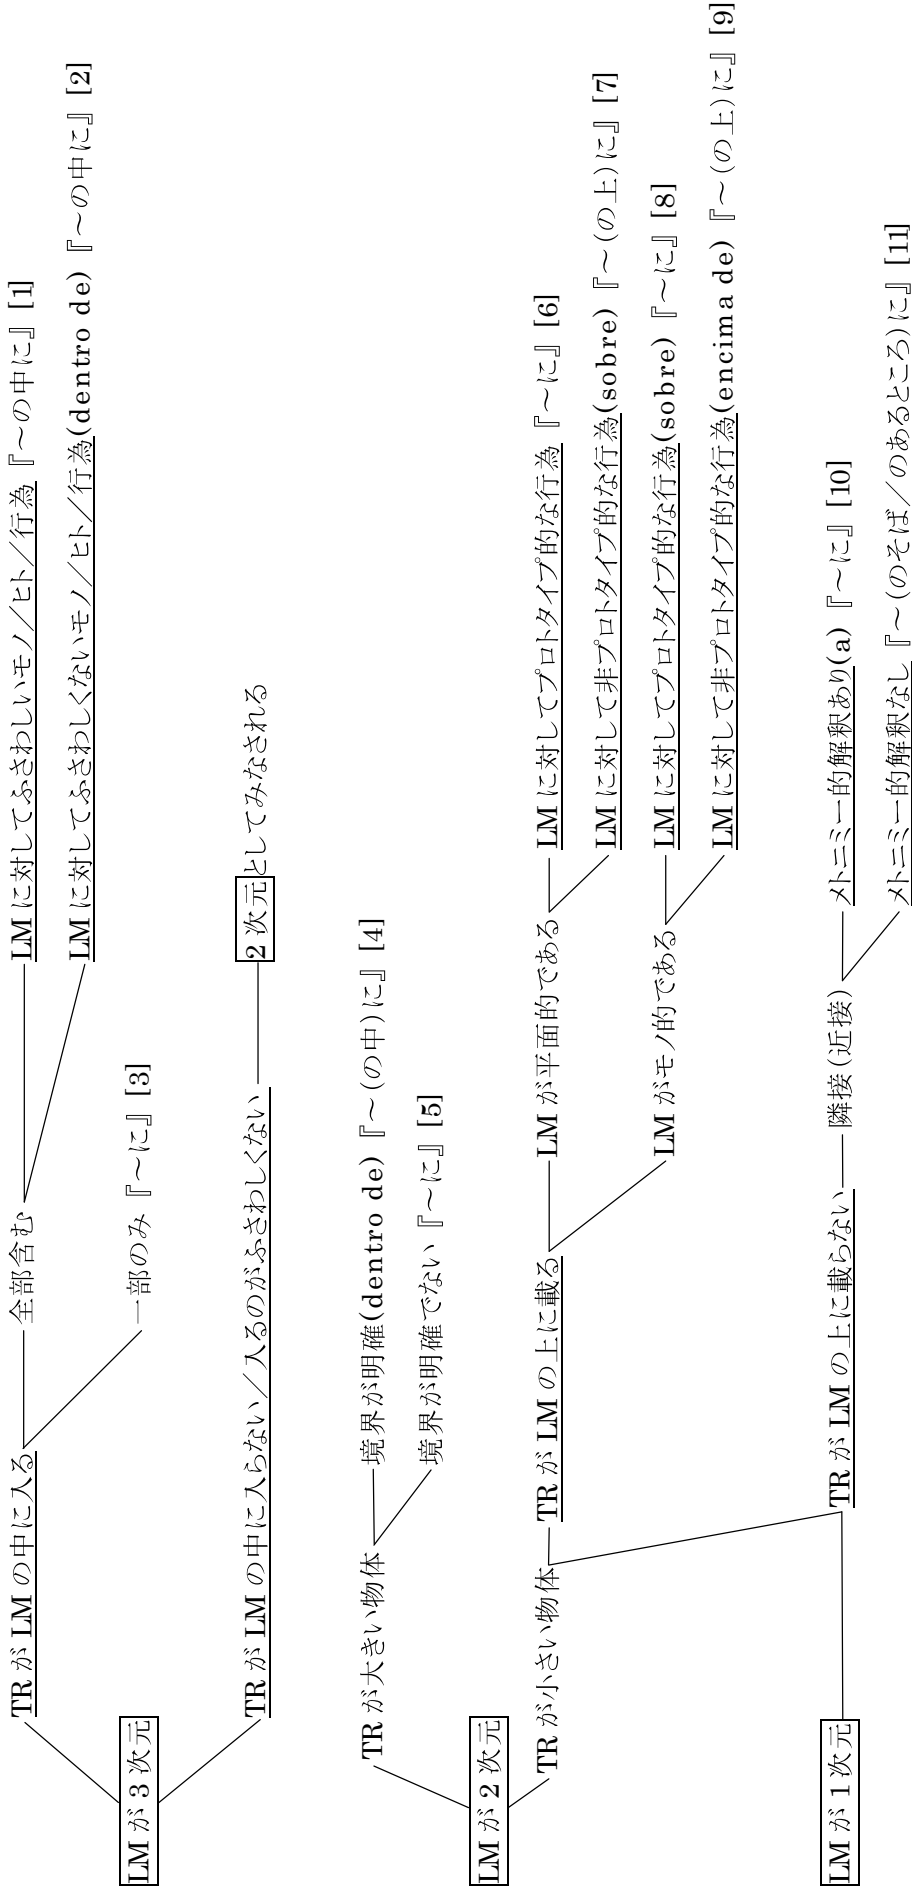 LM が 3 次元
TR が LM の中に入る
全部含む
LM に対してふさわしいモノ/ヒト/行為『~の中に』[1]
LM に対してふさわしくないモノ/ヒト/行為(dentro de)『~の中に』[2]
一部のみ『~に』[3]
TR が LM の中に入らない/入るのがふさわしくない
2 次元としてみなされる
LM が 2 次元
TR が大きい物体
境界が明確(dentro de)『~(の中)に』[4]
境界が明確でない『~に』[5]
TR が小さい物体
TR が LM の上に載る
LM が平面的である
LM に対してプロトタイプ的な行為『~に』[6]
LM に対して非プロトタイプ的な行為(sobre)『~(の上)に』[7]
LM がモノ的である
LM に対してプロトタイプ的な行為(sobre)『~に』[8]
LM に対して非プロトタイプ的な行為(encima de)『~(の上)に』[9]
LM が 1 次元
TR が LM の上に載らない
隣接(近接)
メトニミー的解釈あり(a)『~に』[10]
メトニミー的解釈なし『~(のそば/のあるところ)に』[11]